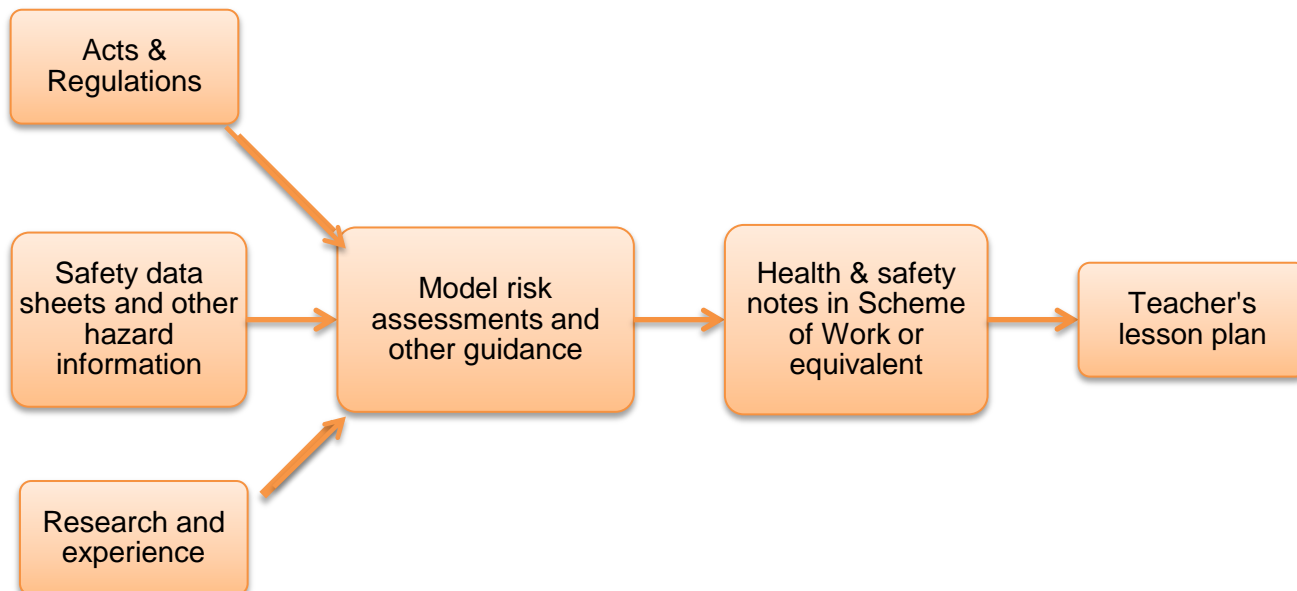 Acts &
Regulations
Safety data
sheets and other
hazard
information
Research and
experience
Model risk
assessments and
other guidance
Health & safety
notes in Scheme
of Work or
equivalent
Teacher's
lesson plan